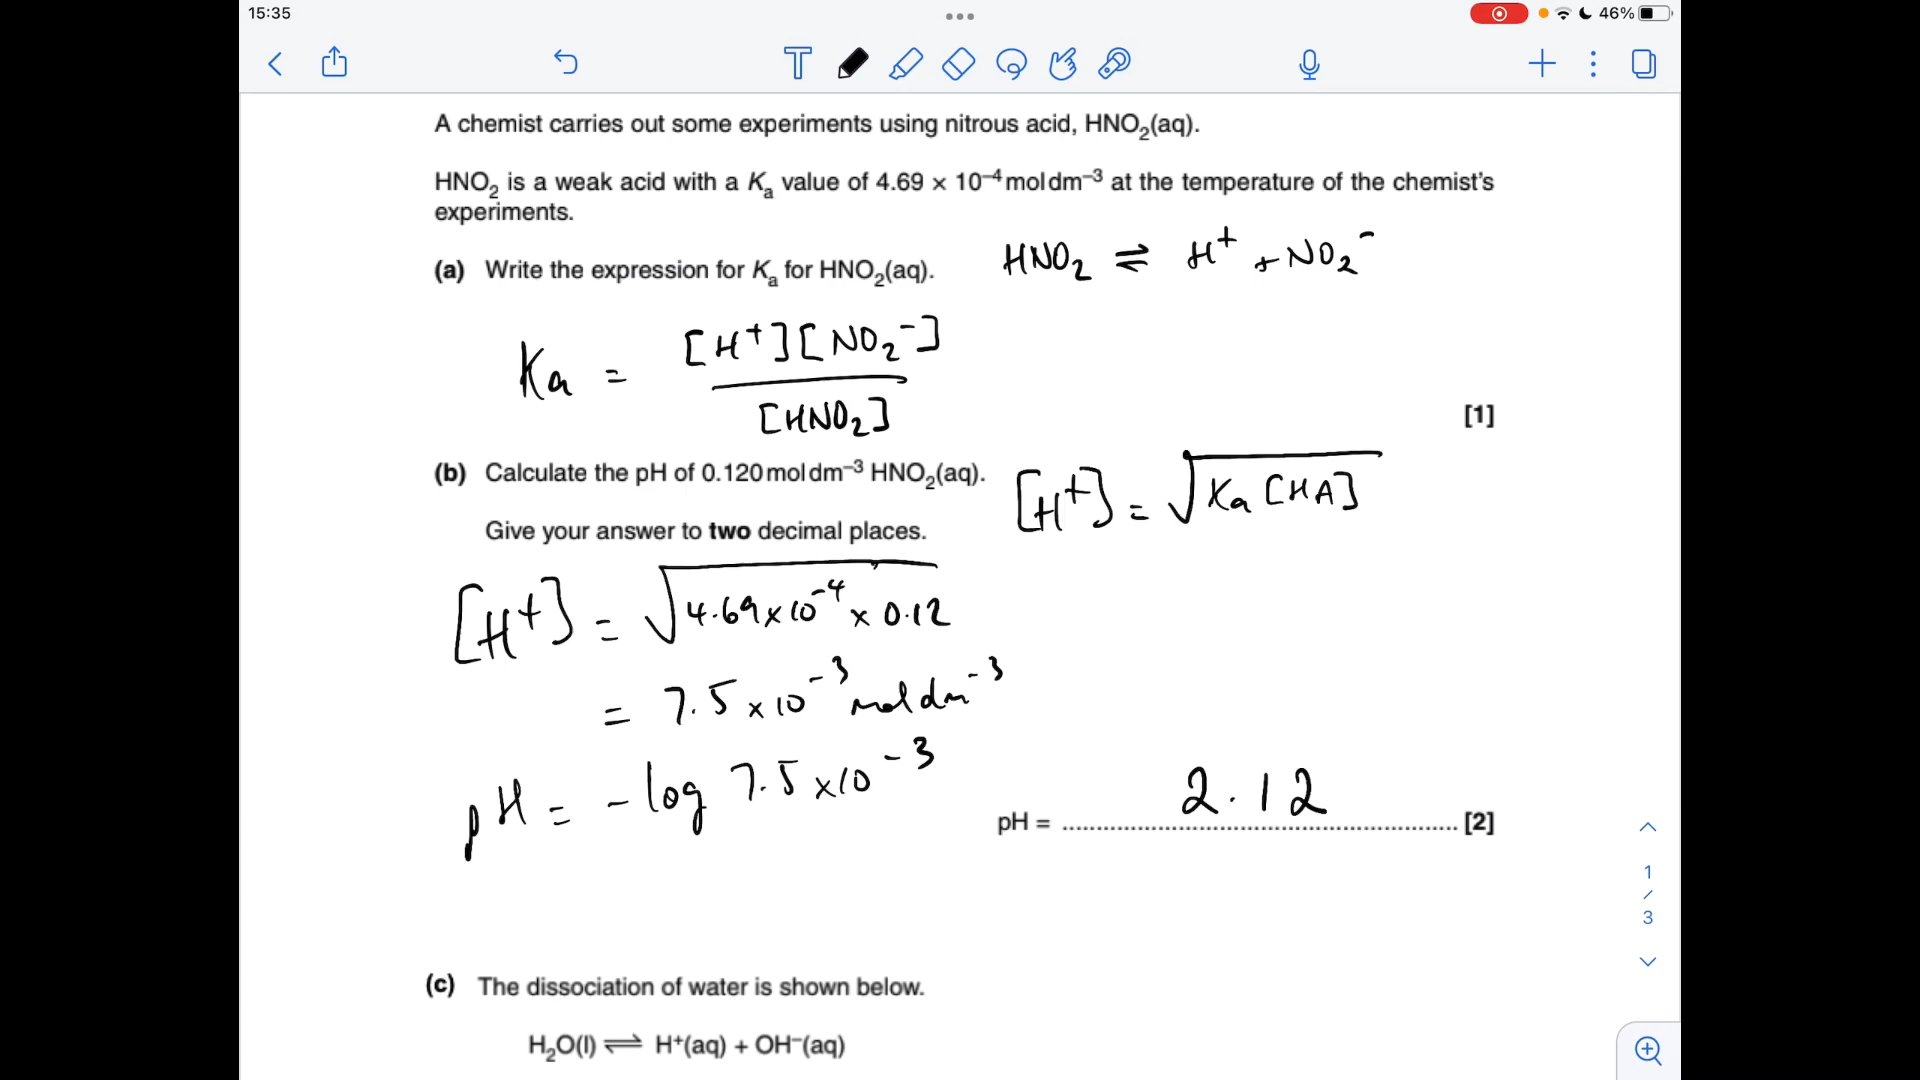 15:35
46%
A chemist carries out some experiments using nitrous acid, HNO₂(aq).
HNO₂ is a weak acid with a Kₐ value of 4.69 × 10⁻⁴ mol dm⁻³ at the temperature of the chemist's
experiments.
(a) Write the expression for Kₐ for HNO₂(aq).
HNO₂ ⇌ H⁺ + NO₂⁻
Ka = [H⁺][NO₂⁻]
[HNO₂]
[1]
(b) Calculate the pH of 0.120 mol dm⁻³ HNO₂(aq).
[H⁺] = √Ka [HA]
Give your answer to two decimal places.
[H⁺] = √4.69×10⁻⁴ × 0.12
= 7.5 × 10⁻³ mol dm⁻³
pH = - log 7.5 ×10⁻³
pH = 2.12 [2]
1
/
3
(c) The dissociation of water is shown below.
H₂O(l) ⇌ H⁺(aq) + OH⁻(aq)